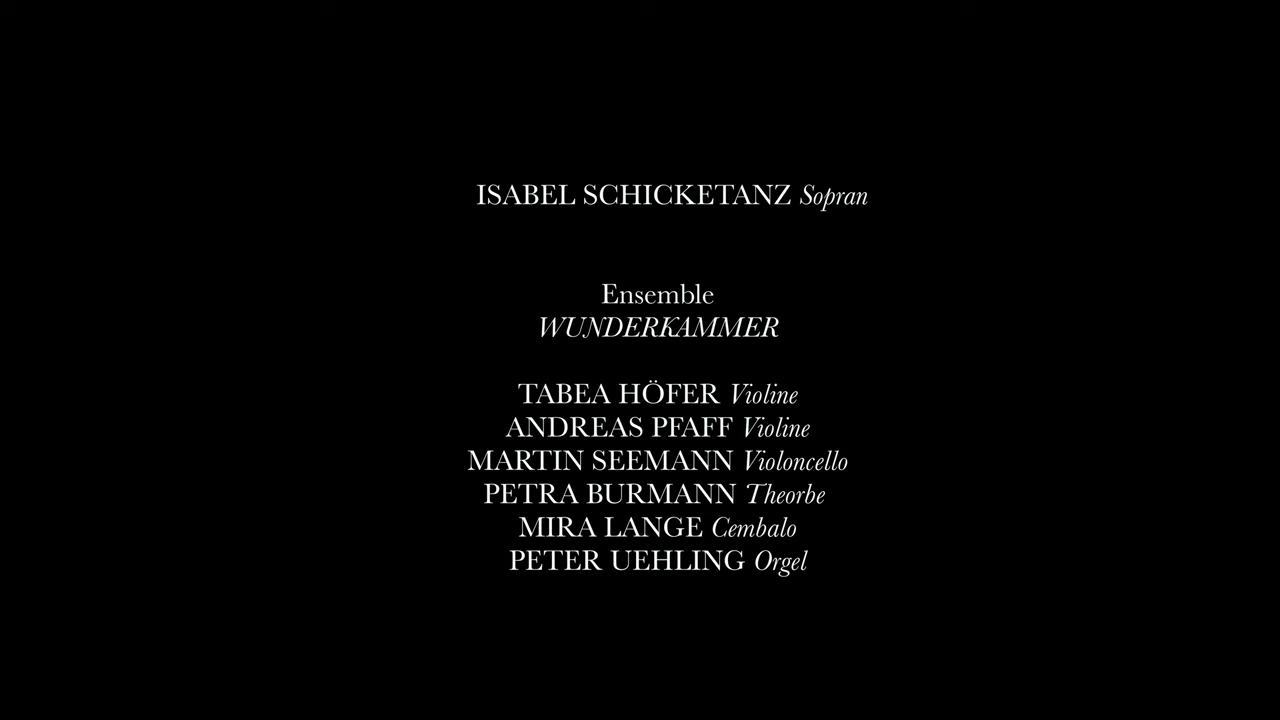 ISABEL SCHICKETANZ Sopran
Ensemble
WUNDERKAMMER
TABEA HÖFER Violine
ANDREAS PFAFF Violine
MARTIN SEEMANN Violoncello
PETRA BURMANN Theorbe
MIRA LANGE Cembalo
PETER UEHLING Orgel